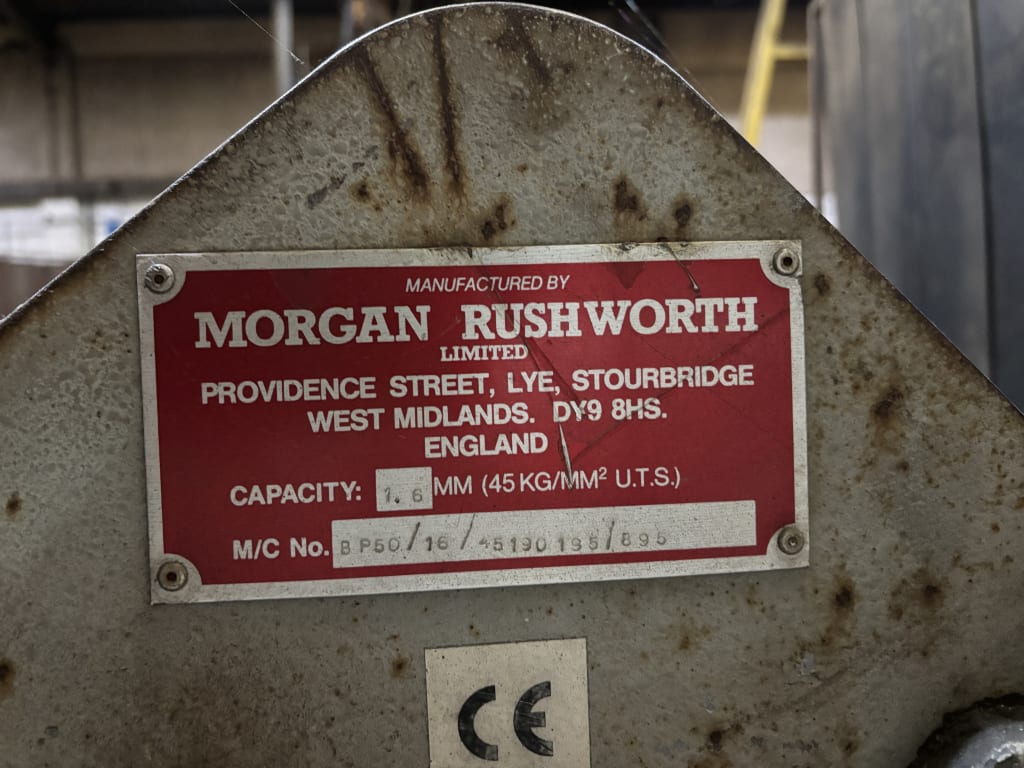 MANUFACTURED BY
MORGAN RUSHWORTH
LIMITED
PROVIDENCE STREET, LYE, STOURBRIDGE
WEST MIDLANDS. DY9 8HS.
ENGLAND
CAPACITY: 1.6 MM (45 KG/MM² U.T.S.)
M/C No. BP50/16/45190195/895
CE